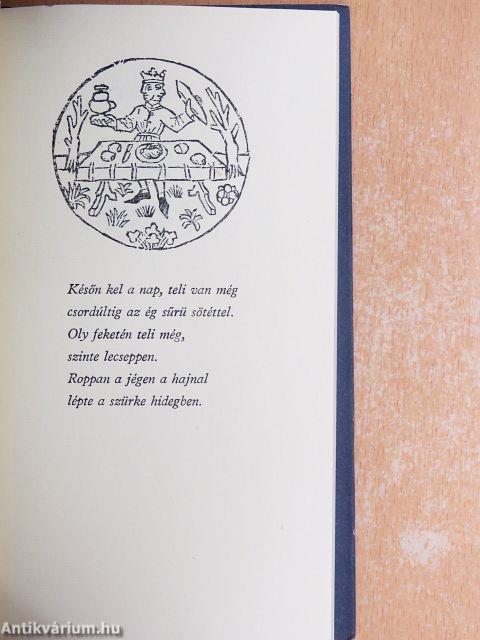 Későn kel a nap, teli van még
csordúltig az ég sűrü sötéttel.
Oly feketén teli még,
szinte lecseppen.
Roppan a jégen a hajnal
lépte a szürke hidegben.
Antikvárium.hu